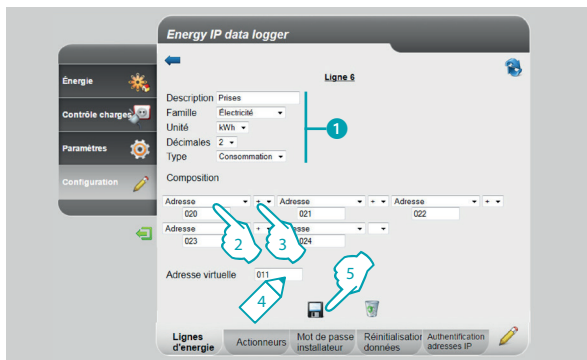 Energy IP data logger
Énergie
Contrôle charges
Paramètres
Configuration
Ligne 6
Description Prises
Famille Électricité
Unité kWh
Décimales 2
Type Consommation
1
Composition
Adresse + Adresse + Adresse +
020 021 022
Adresse + esse
023 024
2 3
Adresse virtuelle 011
4 5
Lignes d'energie
Actionneurs
Mot de passe installateur
Réinitialisation données
Authentification adresses IP